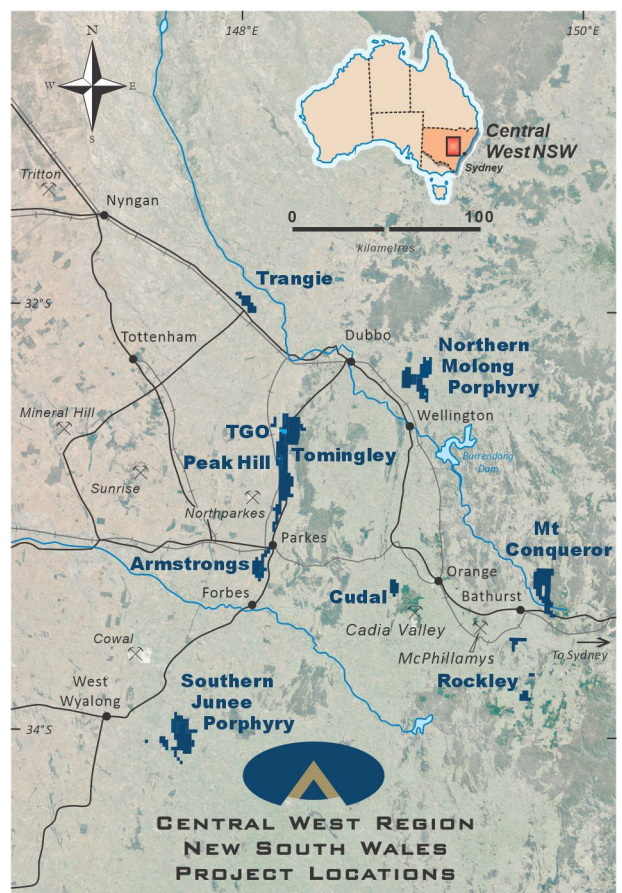 148°E
150°E
N
W
E
S
Central
West NSW
Sydney
Tritton
0
100
kilometres
Nyngan
Trangie
32°S
Tottenham
Dubbo
Northern
Molong
Porphyry
Mineral Hill
Wellington
TGO
Tomingley
Peak Hill
Burrendong
Dam
Sunrise
Northparkes
Mt
Conqueror
Parkes
Armstrongs
Orange
Forbes
Cudal
Bathurst
Cadia Valley
Cowal
McPhillamys
To Sydney
West
Wyalong
Southern
Junee
Porphyry
Rockley
34°S
CENTRAL WEST REGION
NEW SOUTH WALES
PROJECT LOCATIONS